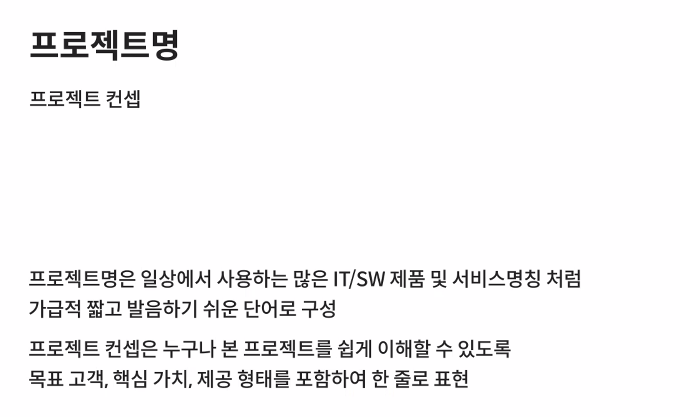 프로젝트명
프로젝트 컨셉
프로젝트명은 일상에서 사용하는 많은 IT/SW 제품 및 서비스명칭 처럼
가급적 짧고 발음하기 쉬운 단어로 구성
프로젝트 컨셉은 누구나 본 프로젝트를 쉽게 이해할 수 있도록
목표 고객, 핵심 가치, 제공 형태를 포함하여 한 줄로 표현